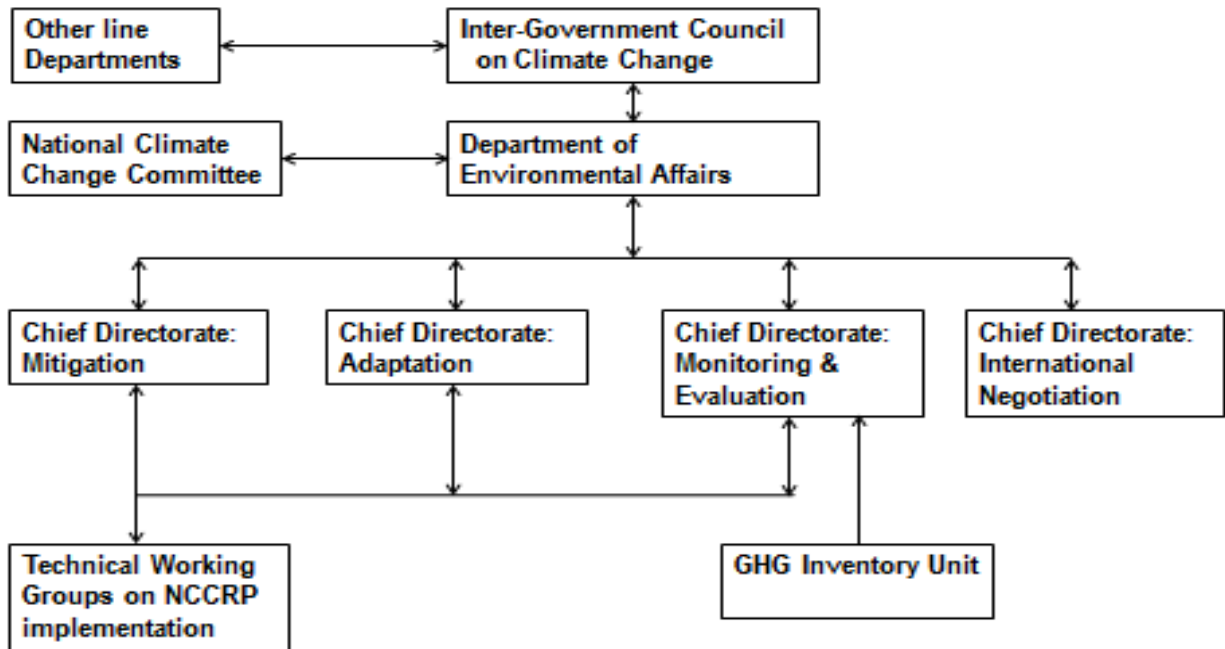 Other line
Departments
Inter-Government Council
on Climate Change
National Climate
Change Committee
Department of
Environmental Affairs
Chief Directorate:
Mitigation
Chief Directorate:
Adaptation
Chief Directorate:
Monitoring &
Evaluation
Chief Directorate:
International
Negotiation
Technical Working
Groups on NCCRP
implementation
GHG Inventory Unit